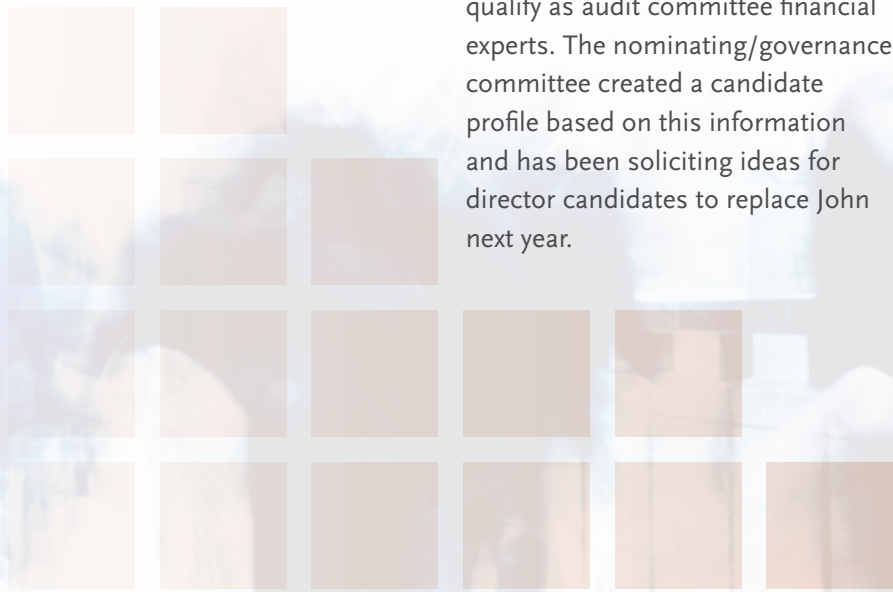 qualify as audit committee financial
experts. The nominating/governance
committee created a candidate
profile based on this information
and has been soliciting ideas for
director candidates to replace John
next year.